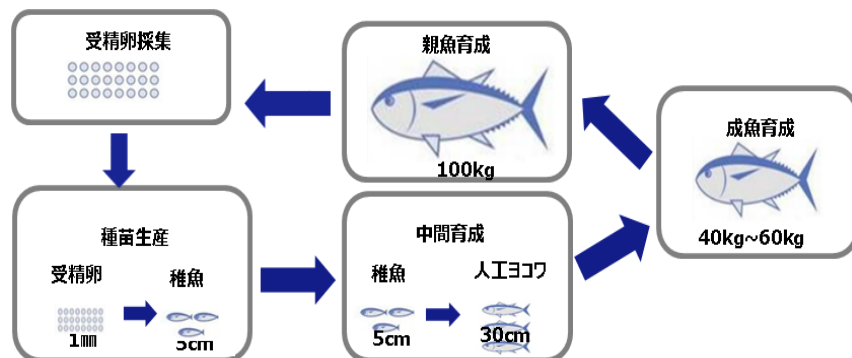 受精卵採集
親魚育成
100kg
成魚育成
40kg~60kg
種苗生産
受精卵
稚魚
1㎜
5cm
中間育成
稚魚
人工ヨコワ
5cm
30cm